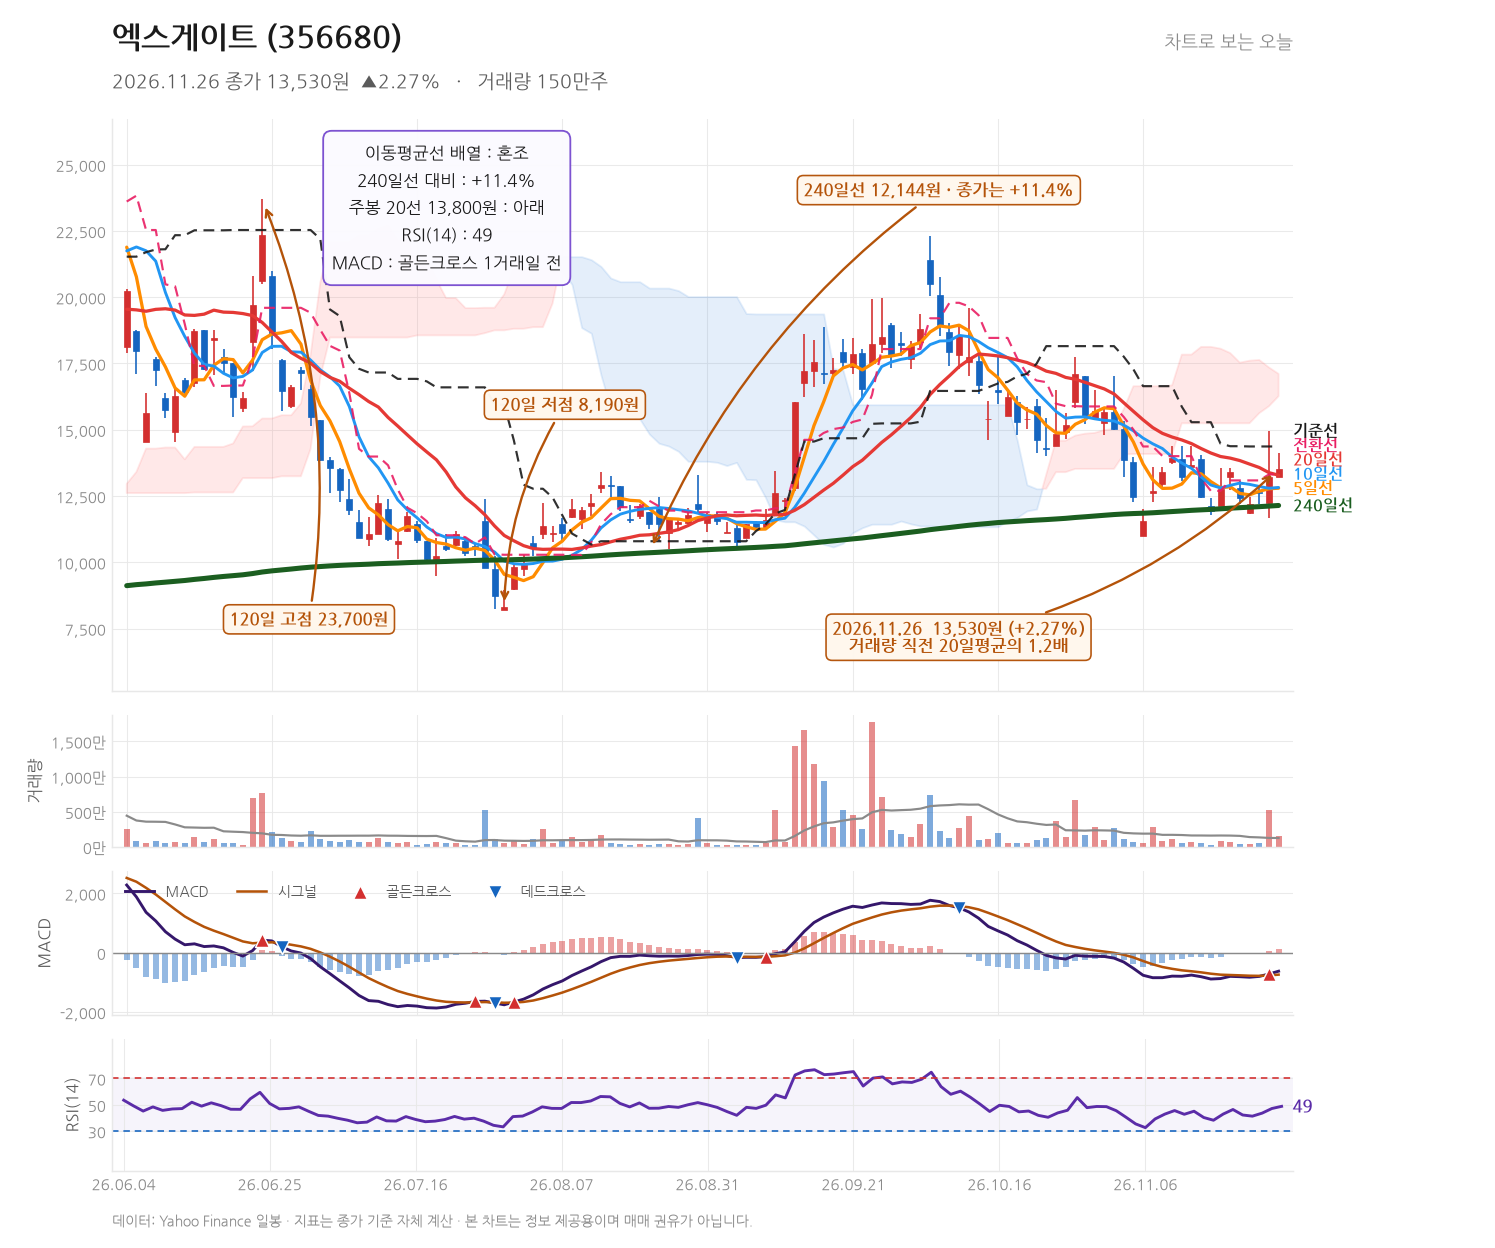 엑스게이트 (356680)
차트로 보는 오늘
2026.11.26 종가 13,530원 ▲2.27% · 거래량 150만주
이동평균선 배열 : 혼조
240일선 대비 : +11.4%
주봉 20선 13,800원 : 아래
RSI(14) : 49
MACD : 골든크로스 1거래일 전
240일선 12,144원 · 종가는 +11.4%
120일 저점 8,190원
120일 고점 23,700원
2026.11.26 13,530원 (+2.27%)
거래량 직전 20일평균의 1.2배
25,000
22,500
20,000
17,500
15,000
12,500
10,000
7,500
기준선
전환선
20일선
10일선
5일선
240일선
거래량
1,500만
1,000만
500만
0만
MACD
2,000
0
-2,000
MACD 시그널 골든크로스 데드크로스
RSI(14)
70
50
30
49
26.06.04 26.06.25 26.07.16 26.08.07 26.08.31 26.09.21 26.10.16 26.11.06
데이터: Yahoo Finance 일봉 · 지표는 종가 기준 자체 계산 · 본 차트는 정보 제공용이며 매매 권유가 아닙니다.